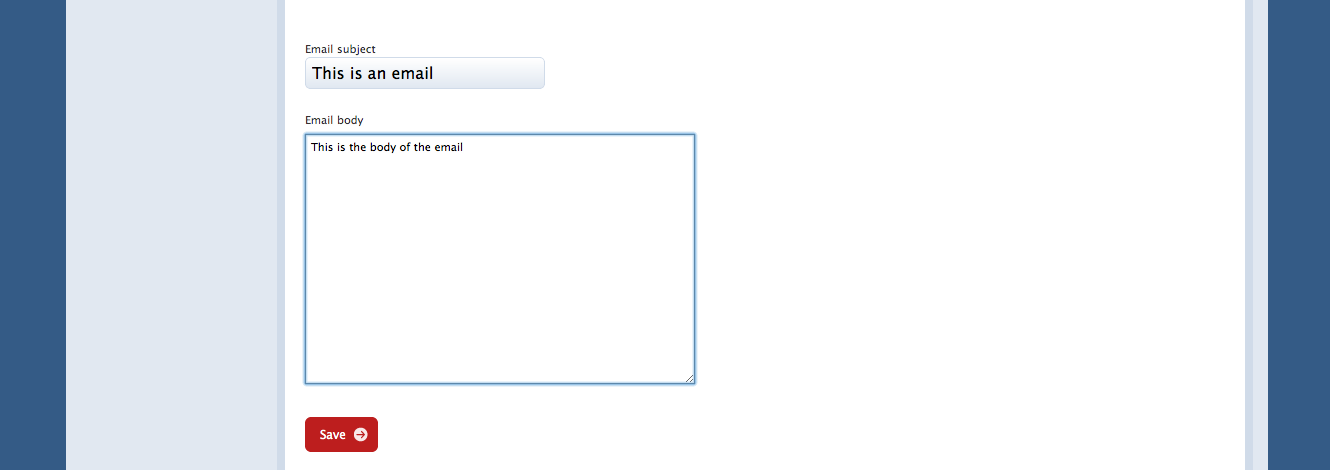 Email subject
This is an email
Email body
This is the body of the email
Save